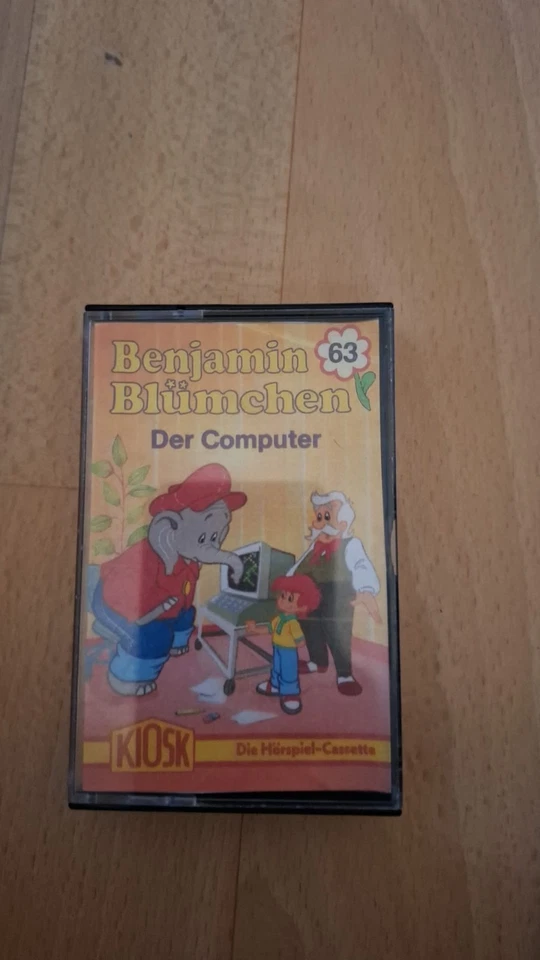 Benjamin
63
Blümchen
Der Computer
KIOSK
Die Hörspiel-Cassette